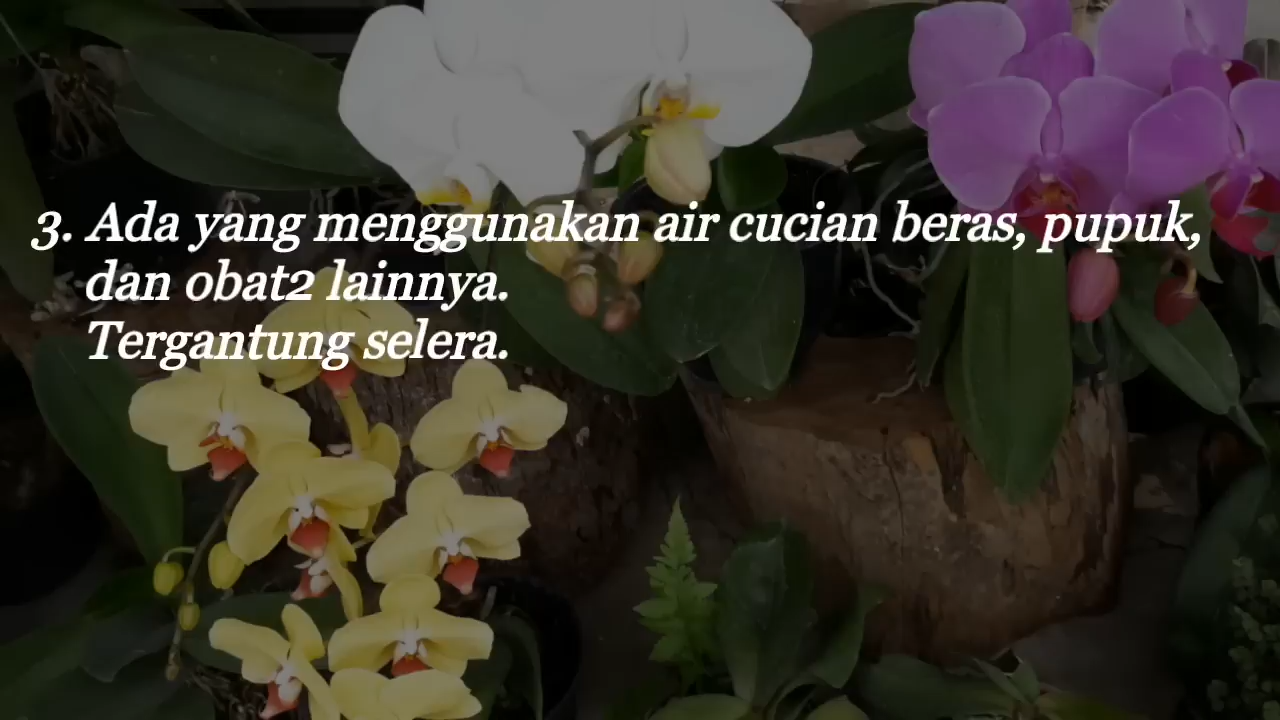 3. Ada yang menggunakan air cucian beras, pupuk,
dan obat2 lainnya.
Tergantung selera.